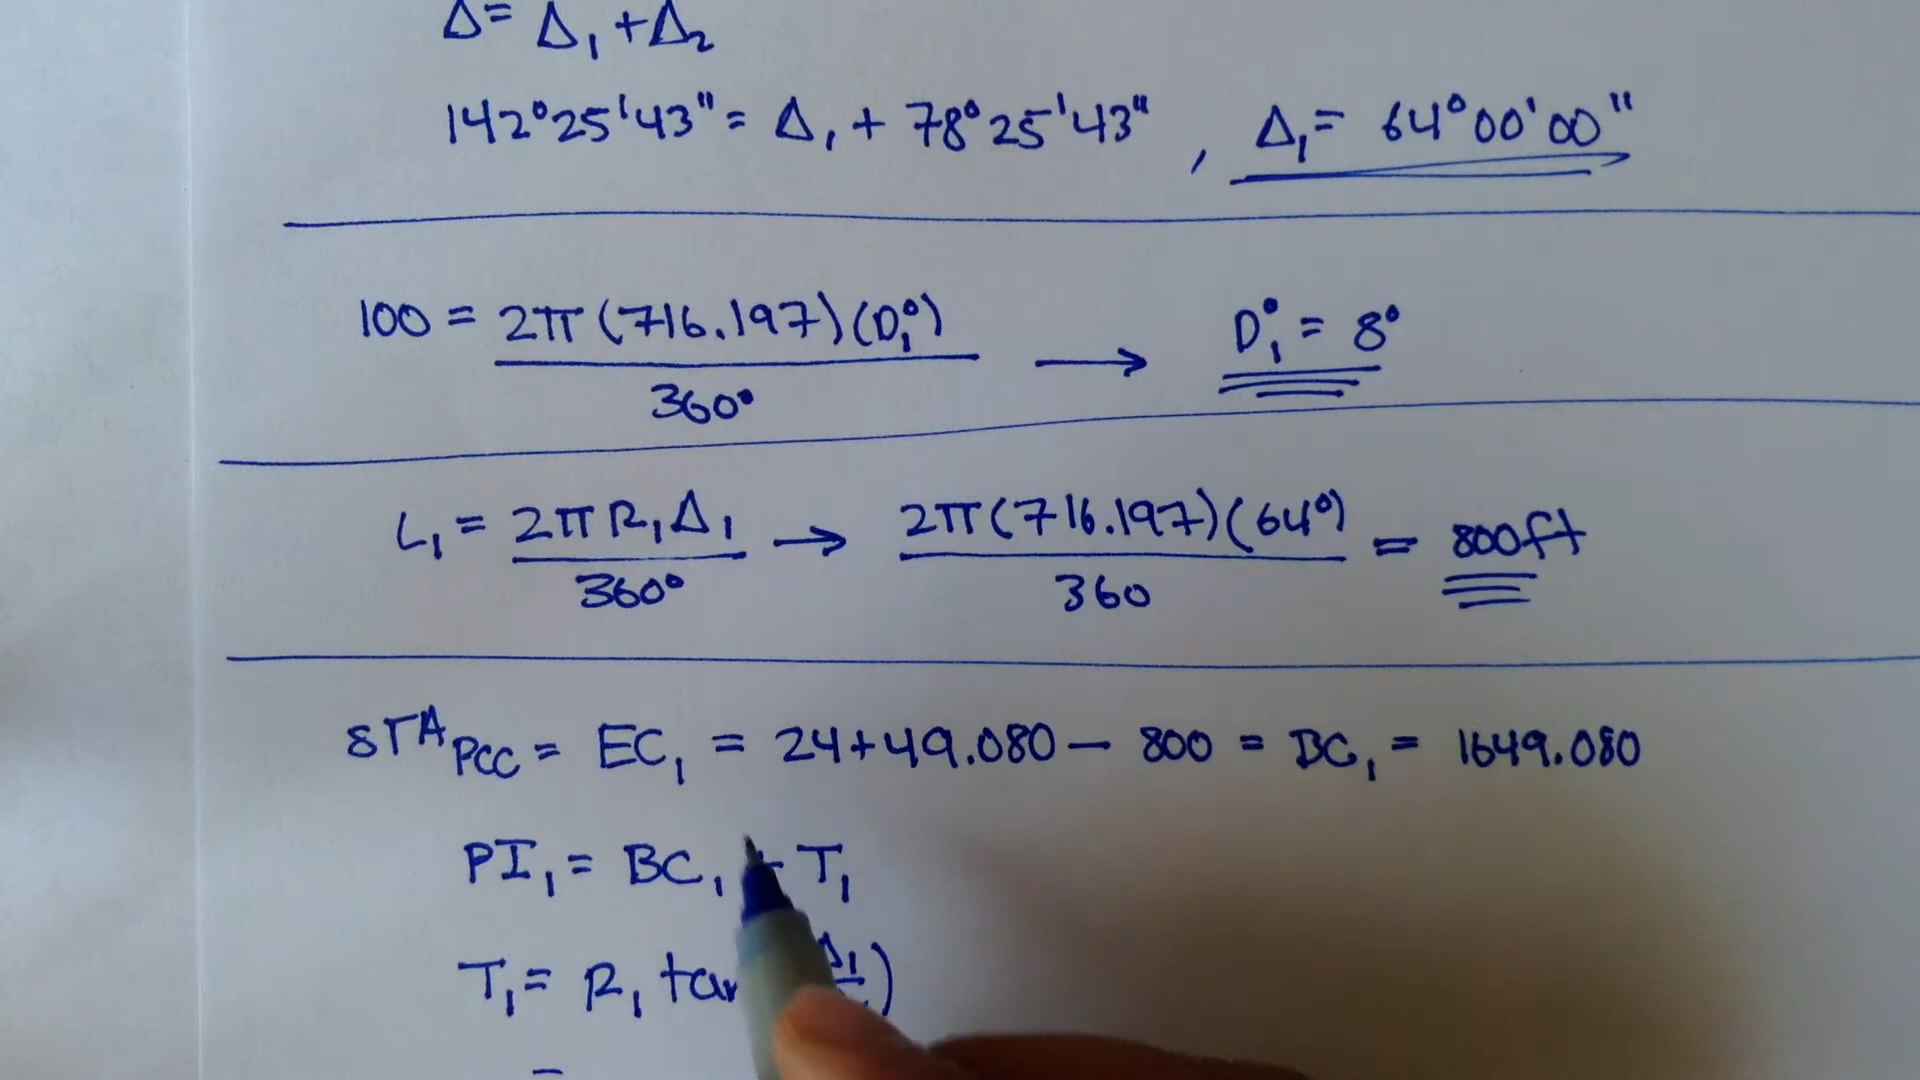 Δ = Δ₁ + Δ₂
142°25'43" = Δ₁ + 78°25'43" , Δ₁ = 64°00'00"
100 = 2π(716.197)(D₁°) / 360° → D₁° = 8°
L₁ = 2πR₁Δ₁ / 360° → 2π(716.197)(64°) / 360 = 800ft
STA PCC = EC₁ = 24+49.080 - 800 = BC₁ = 1649.080
PI₁ = BC₁ + T₁
T₁ = R₁ tan Δ₁ )